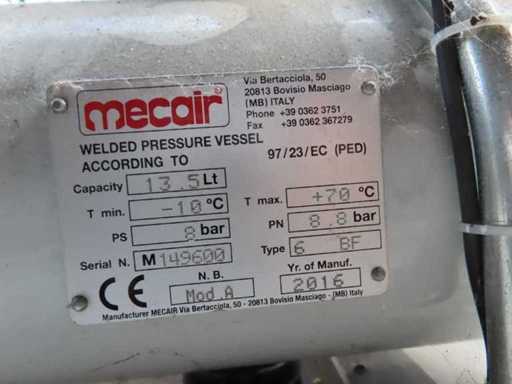 mecair
Via Bertacciola, 50
20813 Bovisio Masciago
(MB) ITALY
Phone +39 0362 3751
Fax +39 0362 367279
WELDED PRESSURE VESSEL
ACCORDING TO 97/23/EC (PED)
Capacity 13.5 Lt
T min. -10 °C T max. +70 °C
PS 8 bar PN 8.8 bar
Serial N. M149600 Type 6 BF
CE N.B. Yr. of Manuf.
Mod.A 2016
Manufacturer MECAIR Via Bertacciola, 50 - 20813 Bovisio Masciago - (MB) Italy